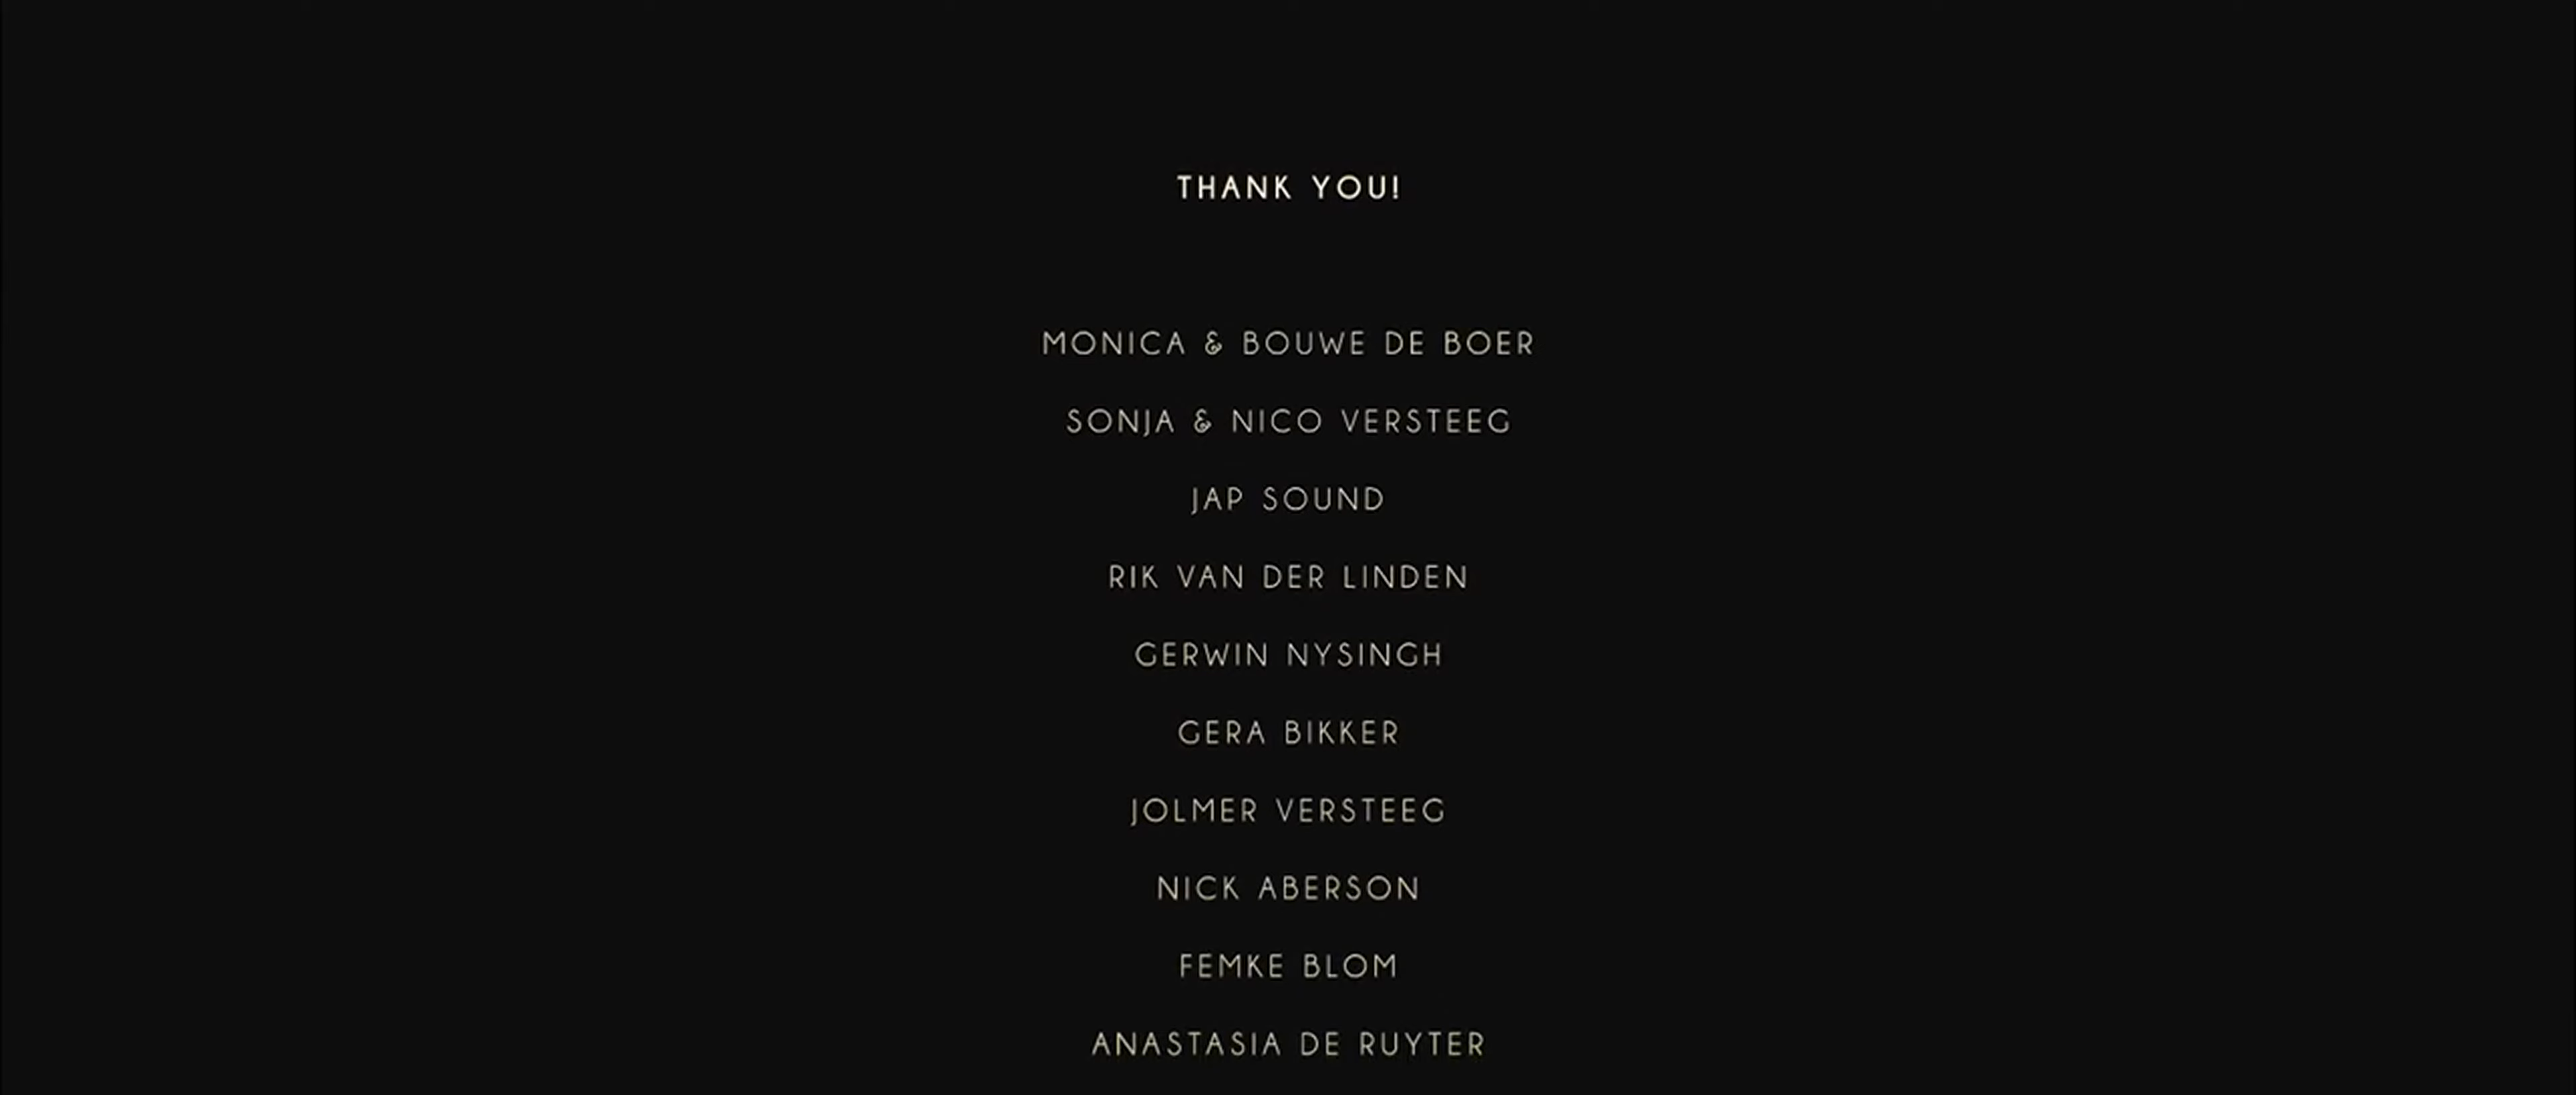 THANK YOU!
MONICA & BOUWE DE BOER
SONJA & NICO VERSTEEG
JAP SOUND
RIK VAN DER LINDEN
GERWIN NYSINGH
GERA BIKKER
JOLMER VERSTEEG
NICK ABERSON
FEMKE BLOM
ANASTASIA DE RUYTER